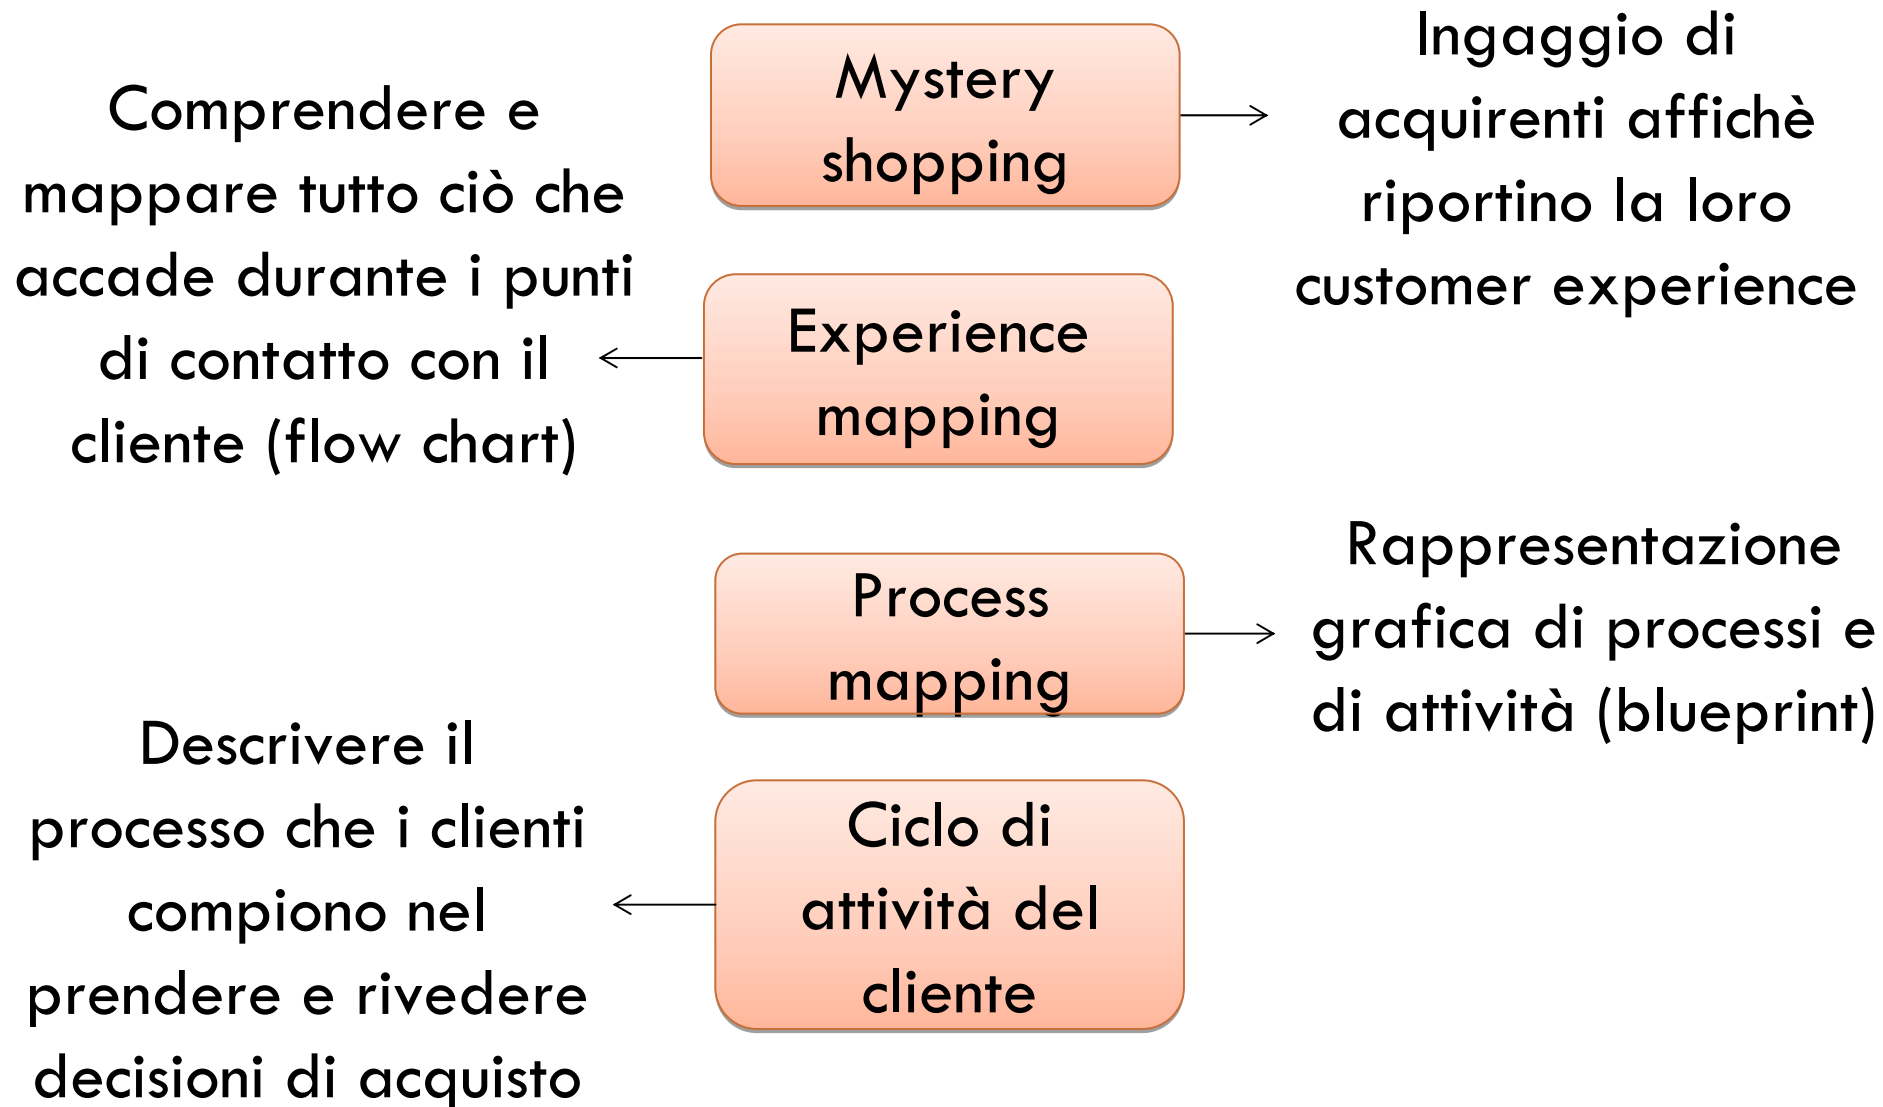 Mystery
shopping
Ingaggio di
acquirenti affichè
riportino la loro
customer experience
Comprendere e
mappare tutto ciò che
accade durante i punti
di contatto con il
cliente (flow chart)
Experience
mapping
Process
mapping
Rappresentazione
grafica di processi e
di attività (blueprint)
Descrivere il
processo che i clienti
compiono nel
prendere e rivedere
decisioni di acquisto
Ciclo di
attività del
cliente